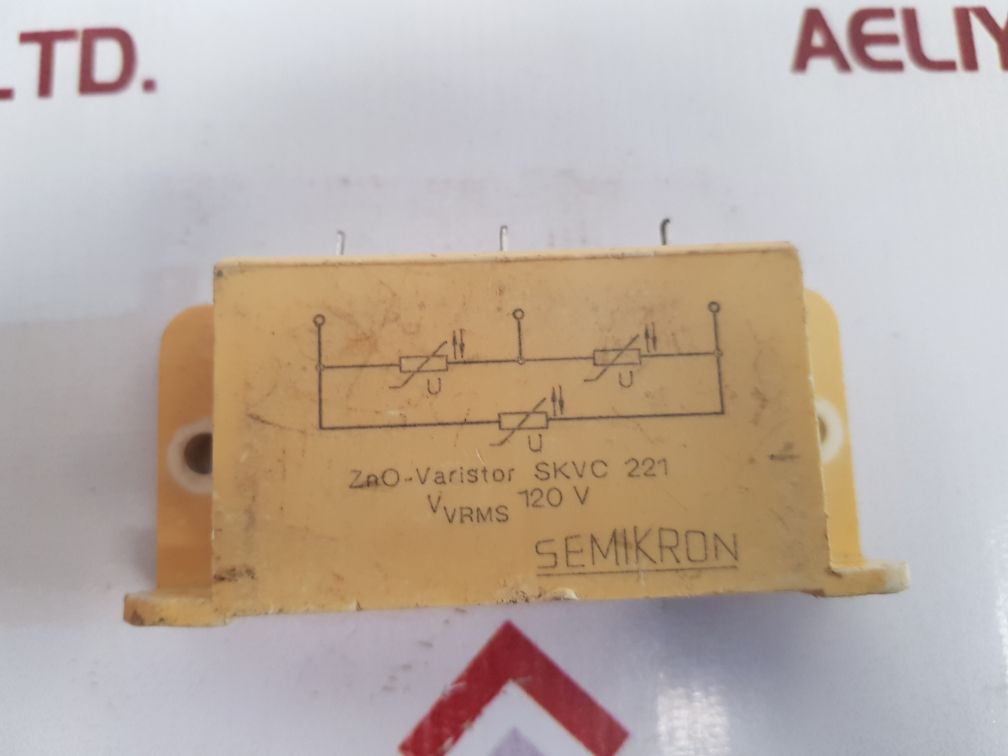 LTD.
AELIY
U
U
U
ZnO-Varistor SKVC 221
VVRMS 120 V
SEMIKRON